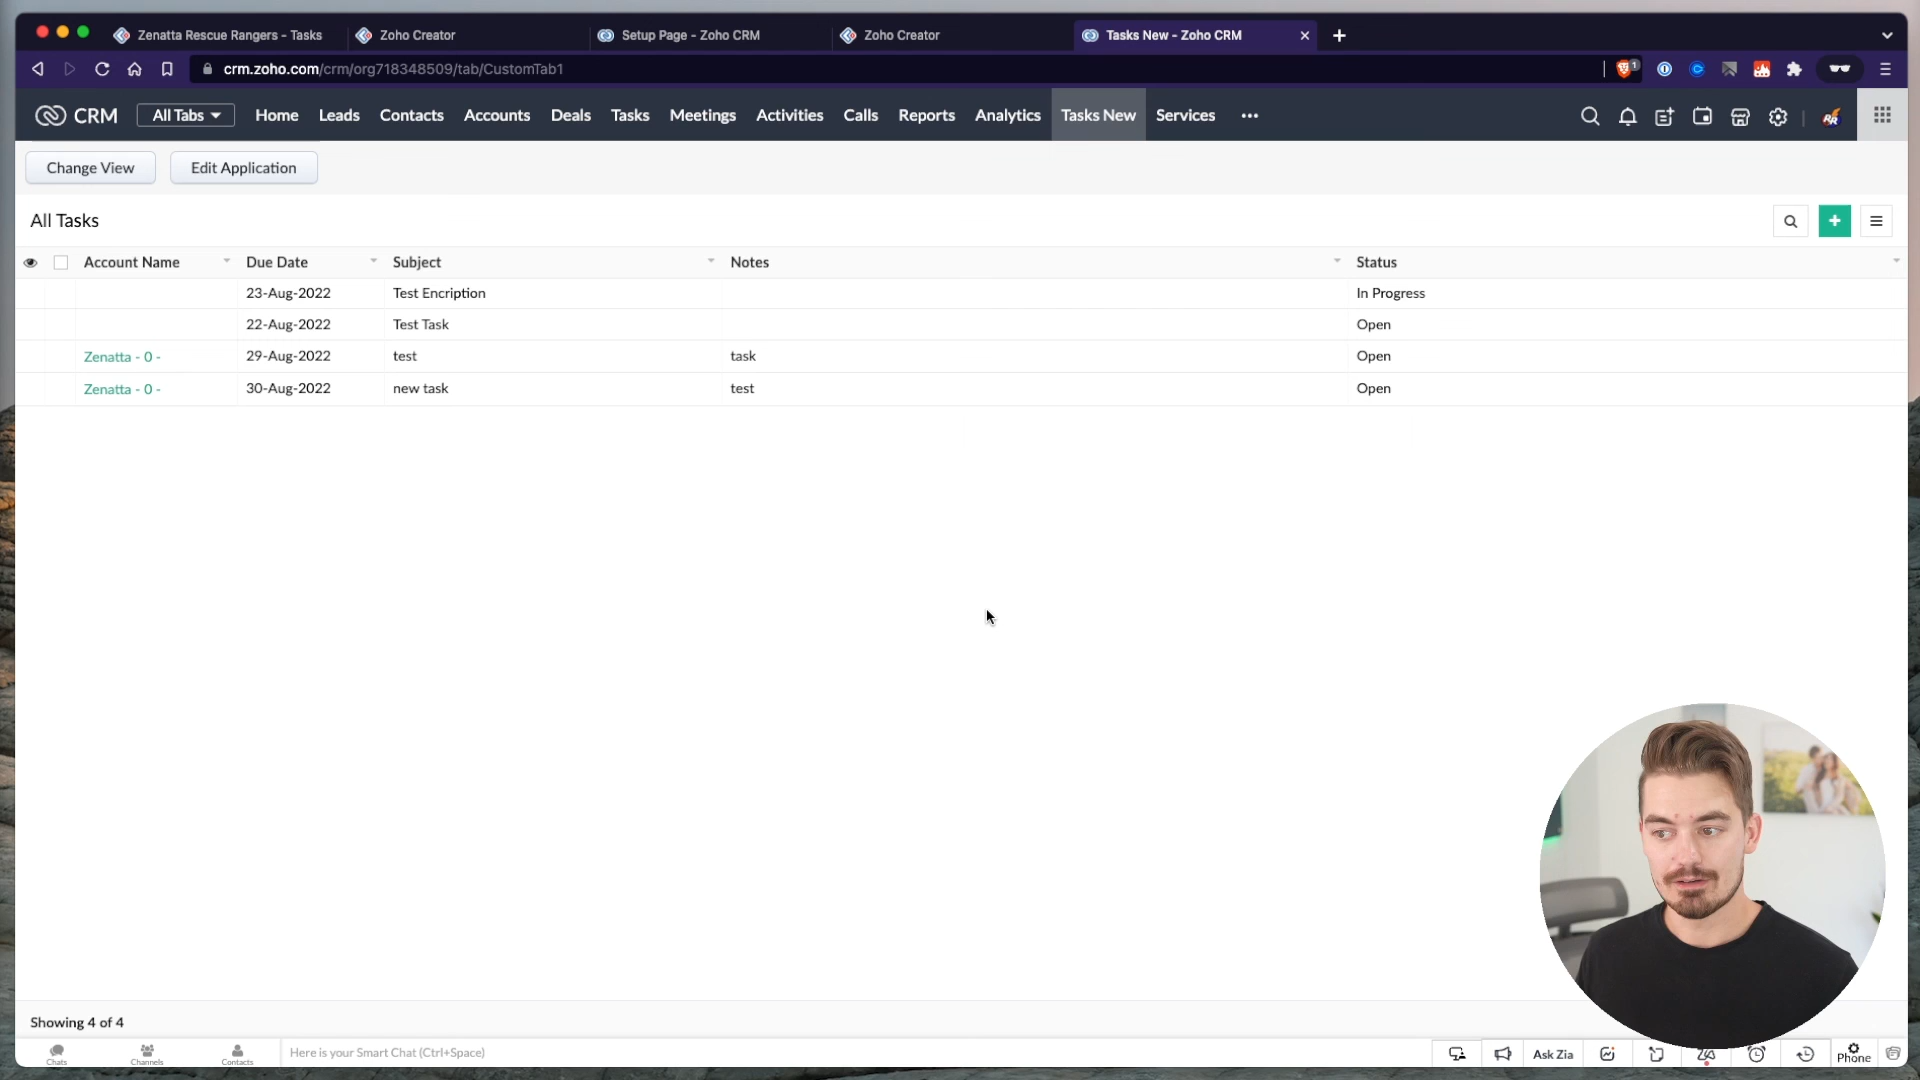 Zenatta Rescue Rangers - Tasks
Zoho Creator
Setup Page - Zoho CRM
Zoho Creator
Tasks New - Zoho CRM
crm.zoho.com/crm/org718348509/tab/CustomTab1
1
CRM All Tabs Home Leads Contacts Accounts Deals Tasks Meetings Activities Calls Reports Analytics Tasks New Services
RR
Change View Edit Application
All Tasks
Account Name Due Date Subject Notes Status
23-Aug-2022 Test Encription In Progress
22-Aug-2022 Test Task Open
Zenatta - 0 - 29-Aug-2022 test task Open
Zenatta - 0 - 30-Aug-2022 new task test Open
Showing 4 of 4
Chats Channels Contacts Here is your Smart Chat (Ctrl+Space) Ask Zia Phone